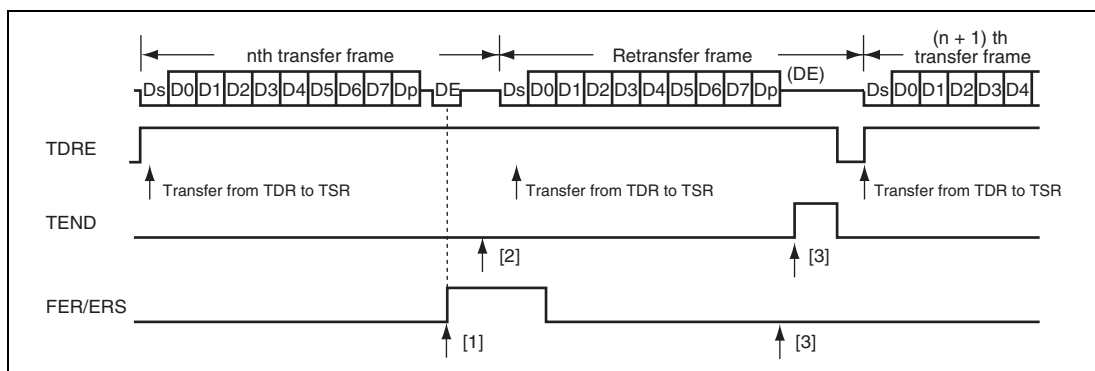 nth transfer frame
Retransfer frame
(n + 1) th
transfer frame
Ds D0 D1 D2 D3 D4 D5 D6 D7 Dp DE
Ds D0 D1 D2 D3 D4 D5 D6 D7 Dp (DE)
Ds D0 D1 D2 D3 D4
TDRE
Transfer from TDR to TSR
Transfer from TDR to TSR
Transfer from TDR to TSR
TEND
[2]
[3]
FER/ERS
[1]
[3]